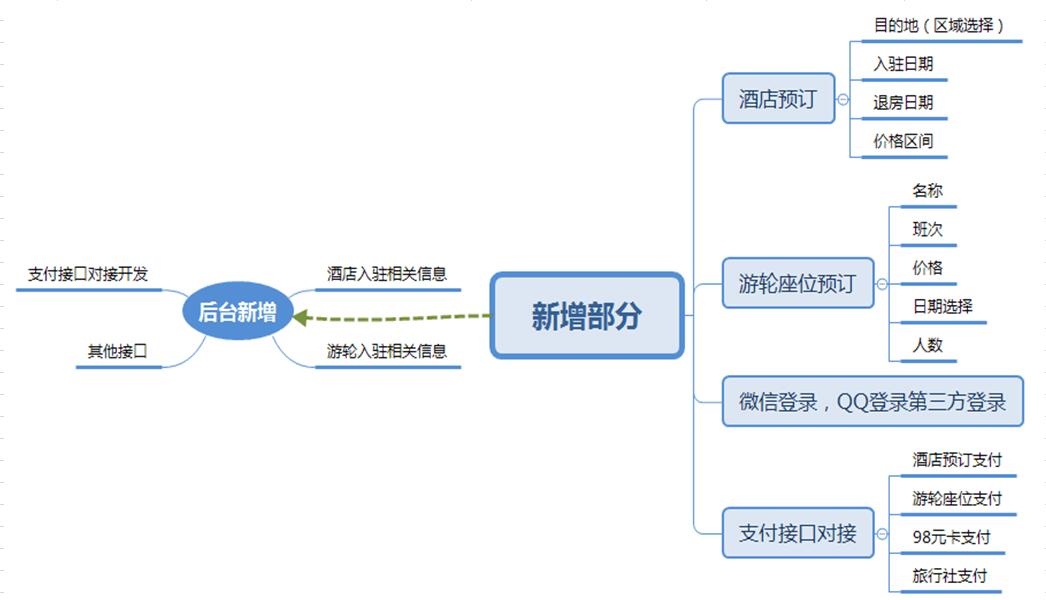 新增部分
酒店预订
目的地（区域选择）
入驻日期
退房日期
价格区间
游轮座位预订
名称
班次
价格
日期选择
人数
微信登录，QQ登录第三方登录
支付接口对接
酒店预订支付
游轮座位支付
98元卡支付
旅行社支付
后台新增
支付接口对接开发
其他接口
酒店入驻相关信息
游轮入驻相关信息